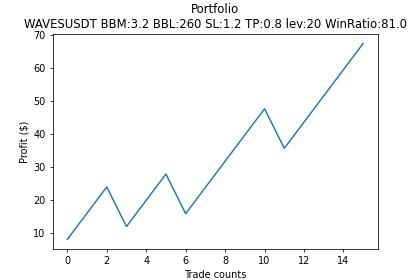 Portfolio
WAVESUSDT BBM:3.2 BBL:260 SL:1.2 TP:0.8 lev:20 WinRatio:81.0
70
60
50
40
30
20
10
Profit ($)
0 2 4 6 8 10 12 14
Trade counts